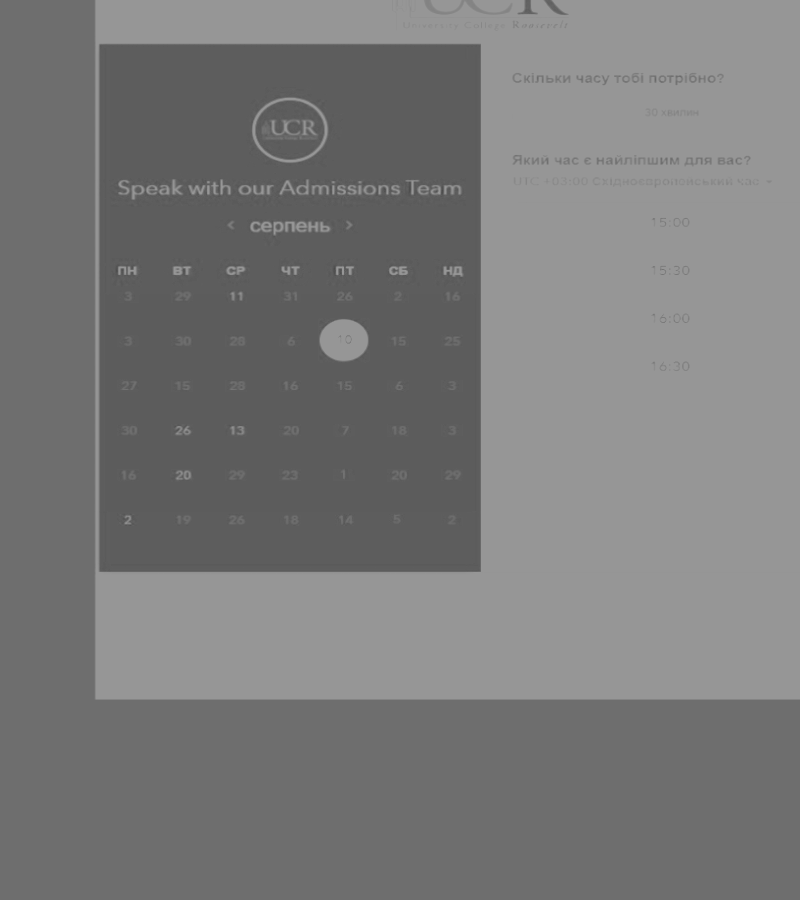 UCR
University College Roosevelt
UCR
Speak with our Admissions Team
< серпень >
ПН ВТ СР ЧТ ПТ СБ НД
3 29 11 31 26 2 16
3 30 28 6 10 15 25
27 15 28 16 15 6 3
30 26 13 20 7 18 3
16 20 29 23 1 20 29
2 19 26 18 14 5 2
Скільки часу тобі потрібно?
30 хвилин
Який час є найліпшим для вас?
UTC +03:00 Східноєвропейський час
15:00
15:30
16:00
16:30